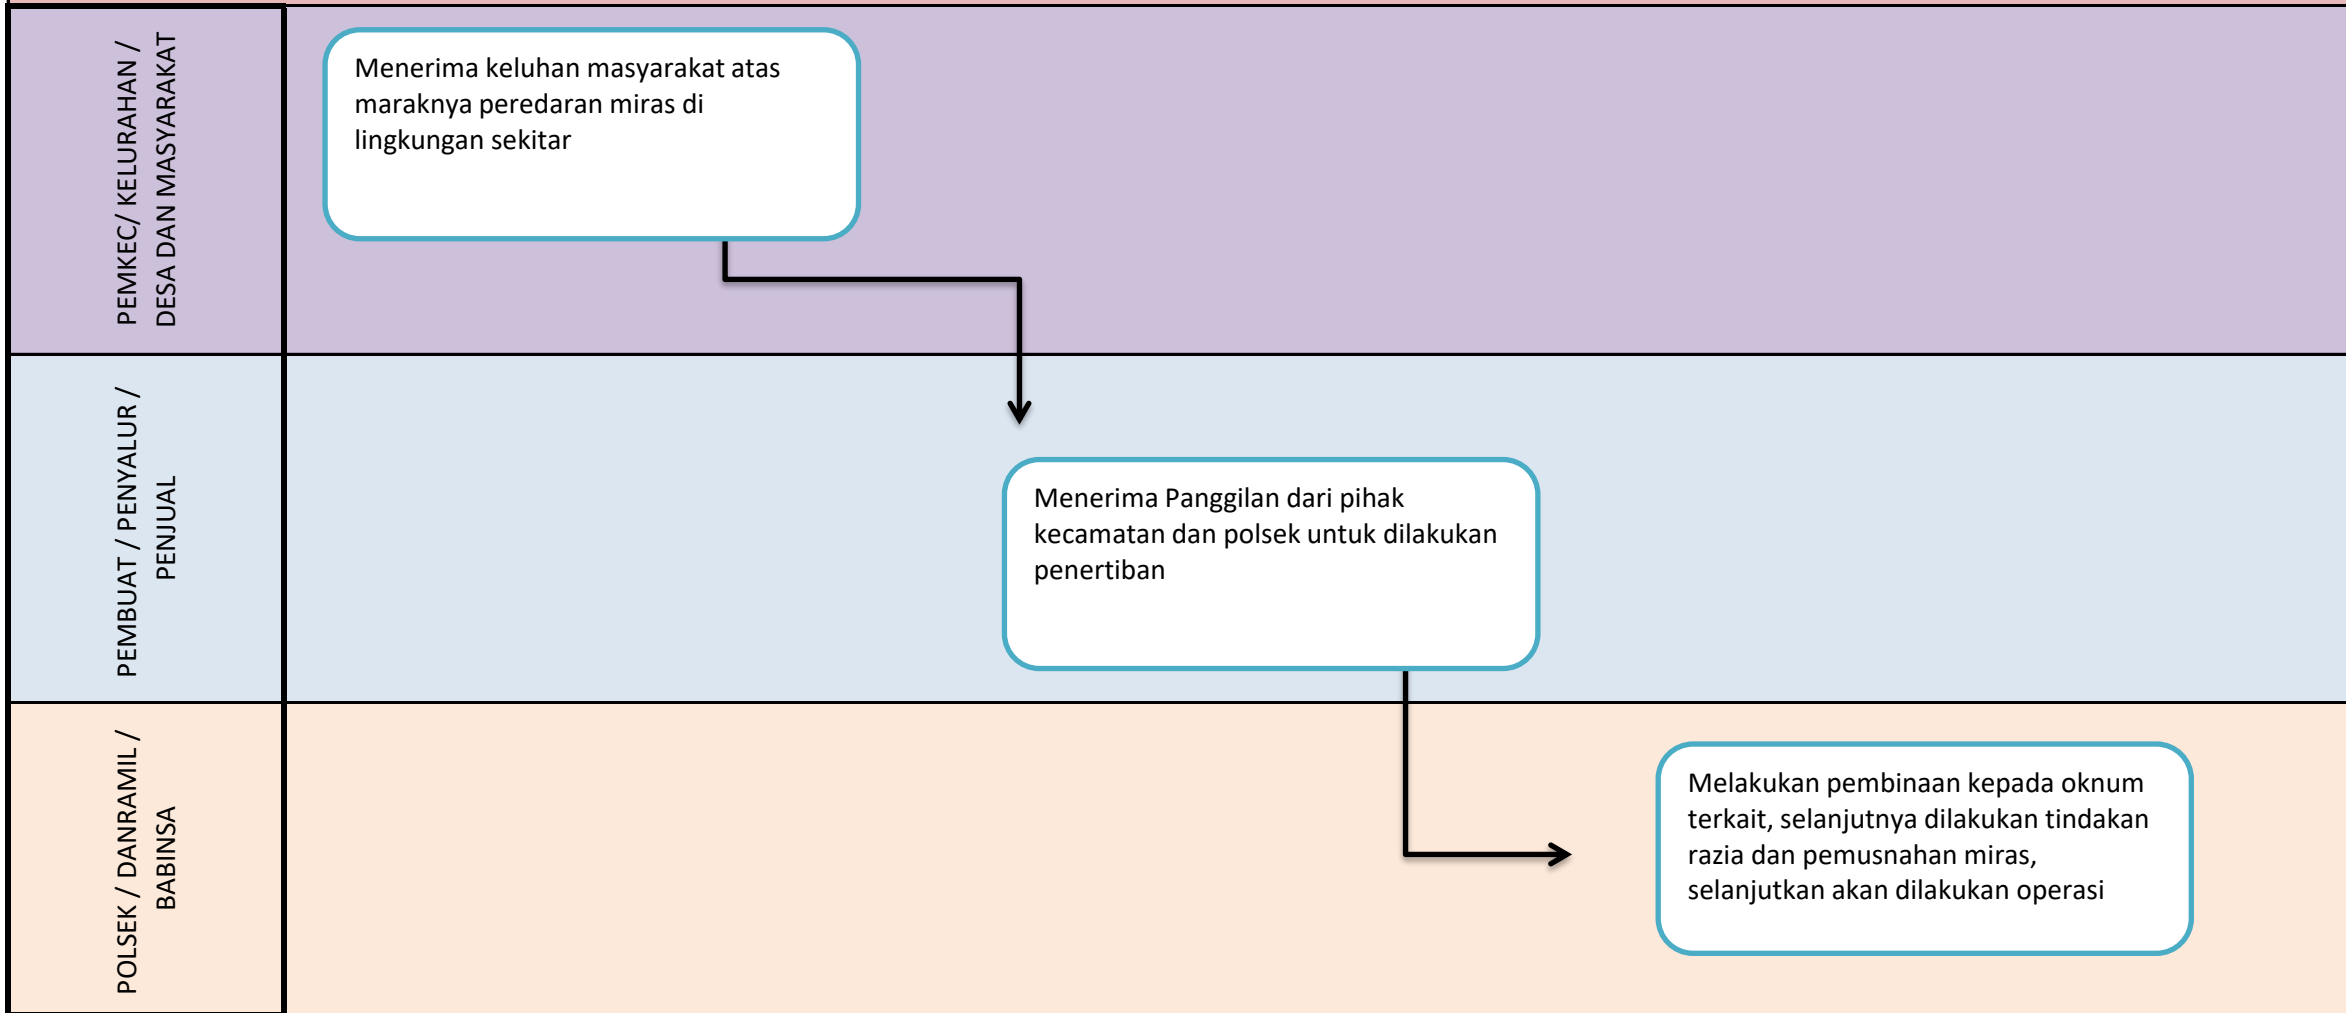 PEMKEC/ KELURAHAN /
DESA DAN MASYARAKAT
Menerima keluhan masyarakat atas
maraknya peredaran miras di
lingkungan sekitar
PEMBUAT / PENYALUR /
PENJUAL
Menerima Panggilan dari pihak
kecamatan dan polsek untuk dilakukan
penertiban
POLSEK / DANRAMIL /
BABINSA
Melakukan pembinaan kepada oknum
terkait, selanjutnya dilakukan tindakan
razia dan pemusnahan miras,
selanjutkan akan dilakukan operasi